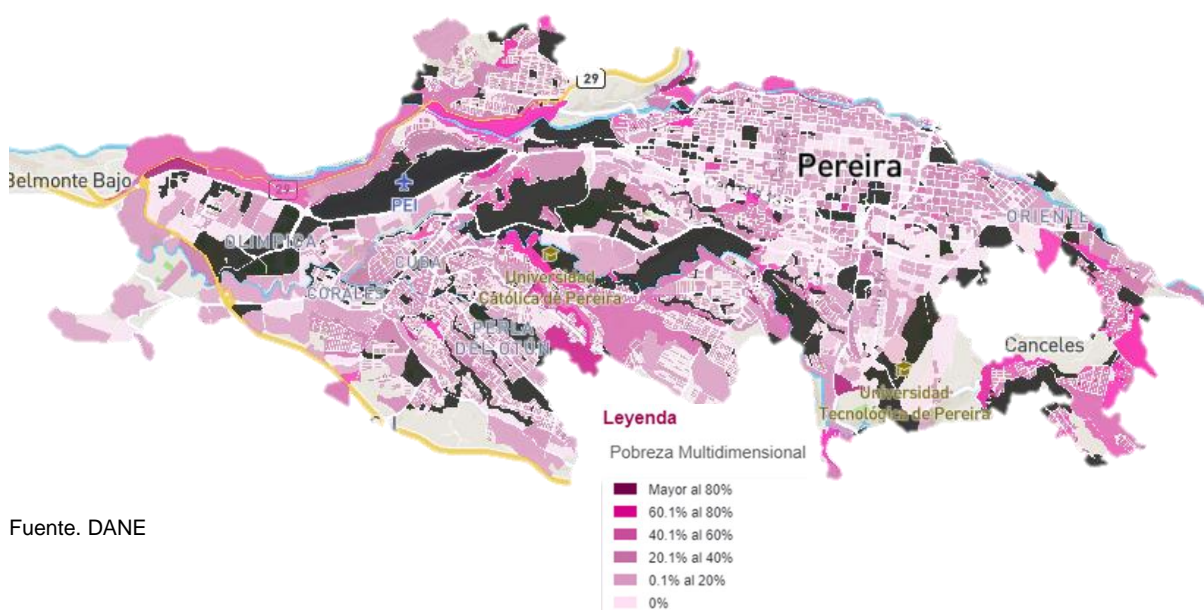 29
Pereira
Belmonte Bajo
29
PEI
ORIENTE
OLIMPICA
CUBA
Universidad
Católica de Pereira
CORALES
PERLA
DEL OTÚN
Canceles
Universidad
Tecnológica de Pereira
Leyenda
Pobreza Multidimensional
Mayor al 80%
60.1% al 80%
40.1% al 60%
20.1% al 40%
0.1% al 20%
0%
Fuente. DANE